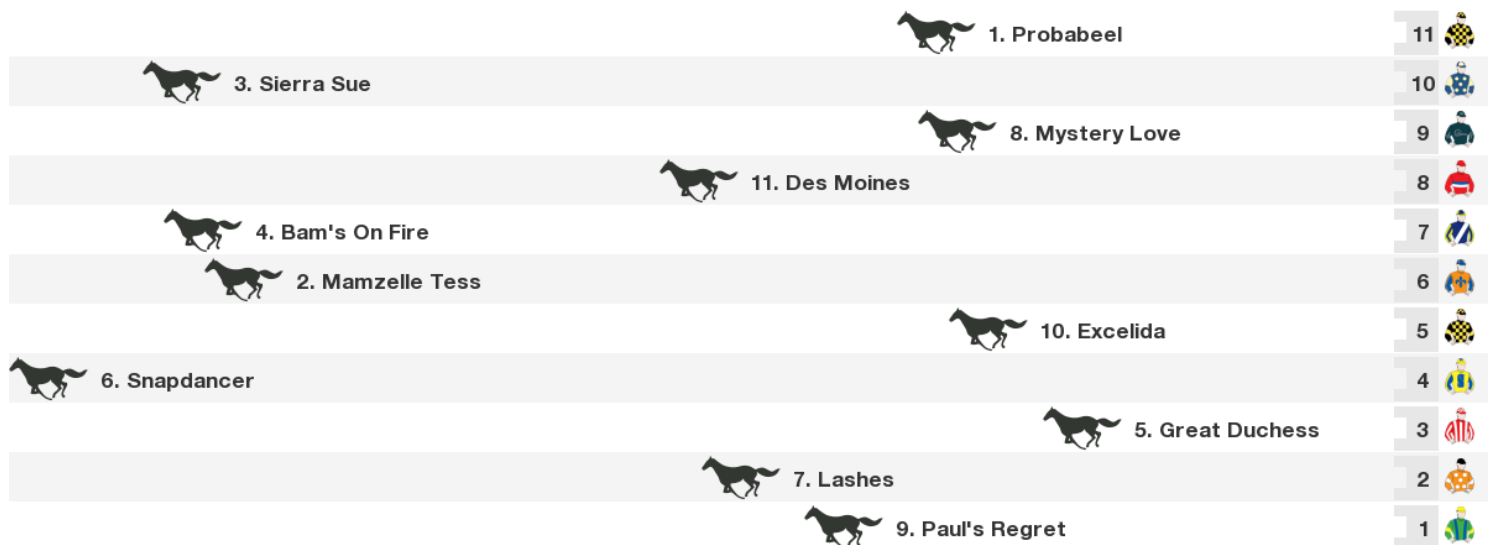 1. Probabeel 11
3. Sierra Sue 10
8. Mystery Love 9
11. Des Moines 8
4. Bam's On Fire 7
2. Mamzelle Tess 6
10. Excelida 5
6. Snapdancer 4
5. Great Duchess 3
7. Lashes 2
9. Paul's Regret 1